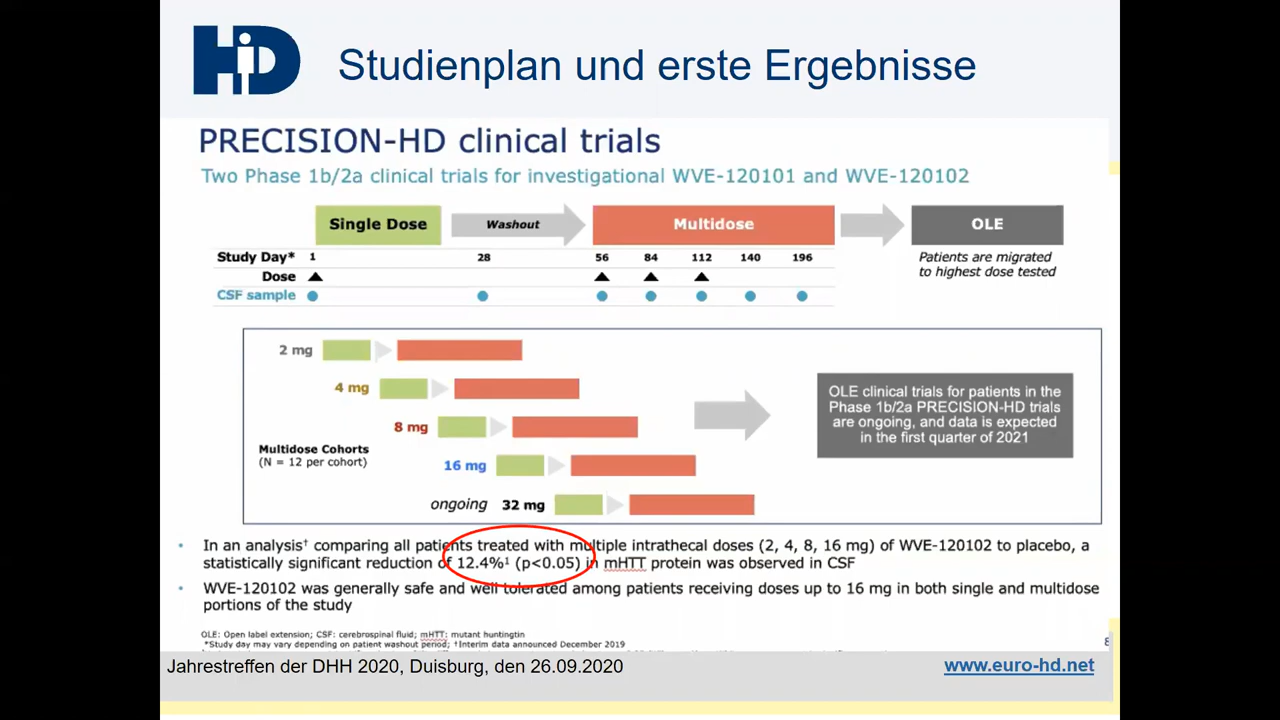 HD
Studienplan und erste Ergebnisse
PRECISION-HD clinical trials
Two Phase 1b/2a clinical trials for investigational WVE-120101 and WVE-120102
Single Dose
Washout
Multidose
OLE
Study Day* 1 28 56 84 112 140 196
Dose
CSF sample
Patients are migrated
to highest dose tested
2 mg
4 mg
8 mg
16 mg
ongoing 32 mg
Multidose Cohorts
(N = 12 per cohort)
OLE clinical trials for patients in the
Phase 1b/2a PRECISION-HD trials
are ongoing, and data is expected
in the first quarter of 2021
• In an analysis† comparing all patients treated with multiple intrathecal doses (2, 4, 8, 16 mg) of WVE-120102 to placebo, a
statistically significant reduction of 12.4%¹ (p<0.05) in mHTT protein was observed in CSF
• WVE-120102 was generally safe and well tolerated among patients receiving doses up to 16 mg in both single and multidose
portions of the study
OLE: Open label extension; CSF: cerebrospinal fluid; mHTT: mutant huntingtin
*Study day may vary depending on patient washout period; †Interim data announced December 2019
8
Jahrestreffen der DHH 2020, Duisburg, den 26.09.2020
www.euro-hd.net